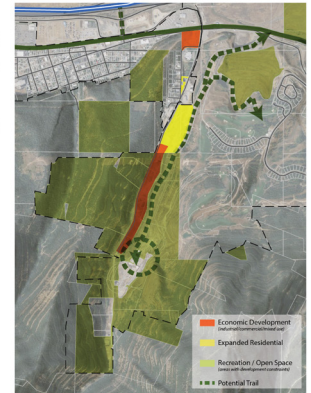 Economic Development
(industrial/commercial/mixed use)
Expanded Residential
Recreation / Open Space
(areas with development constraints)
Potential Trail